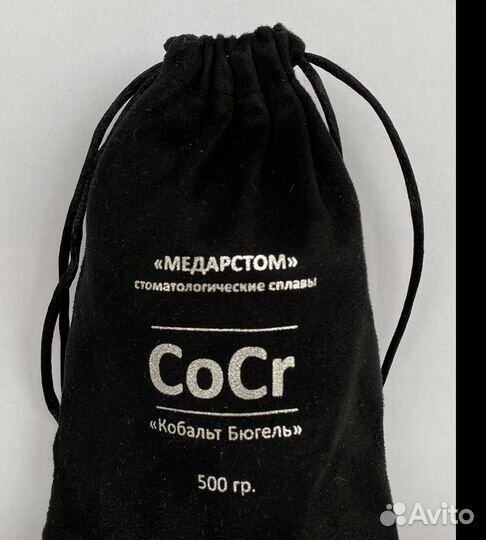 «МЕДАРСТОМ»
стоматологические сплавы
CoCr
«Кобальт Бюгель»
500 гр.
Avito